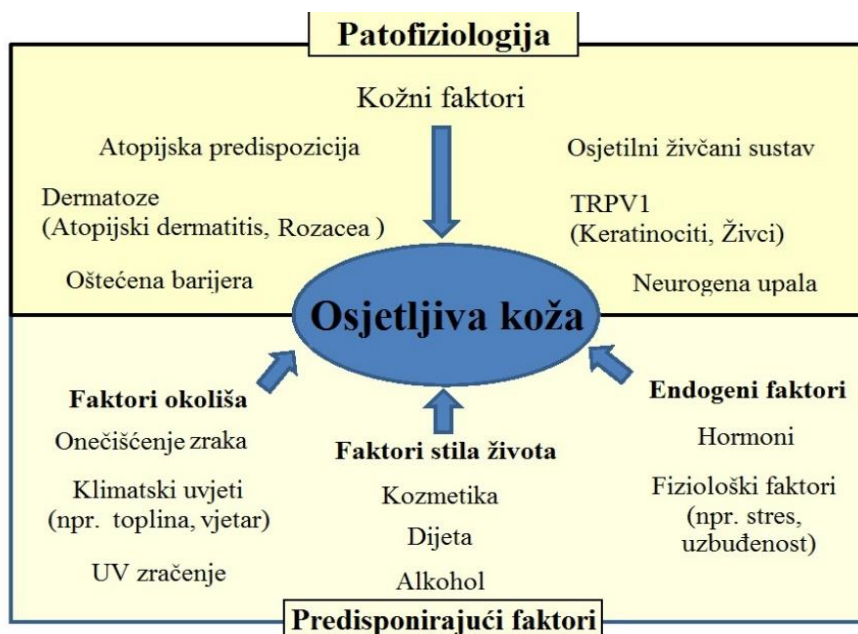 Patofiziologija
Kožni faktori
Atopijska predispozicija
Dermatoze
(Atopijski dermatitis, Rozacea )
Oštećena barijera
Osjetilni živčani sustav
TRPV1
(Keratinociti, Živci)
Neurogena upala
Osjetljiva koža
Faktori okoliša
Onečišćenje zraka
Klimatski uvjeti
(npr. toplina, vjetar)
UV zračenje
Faktori stila života
Kozmetika
Dijeta
Alkohol
Endogeni faktori
Hormoni
Fiziološki faktori
(npr. stres,
uzbuđenost)
Predisponirajući faktori